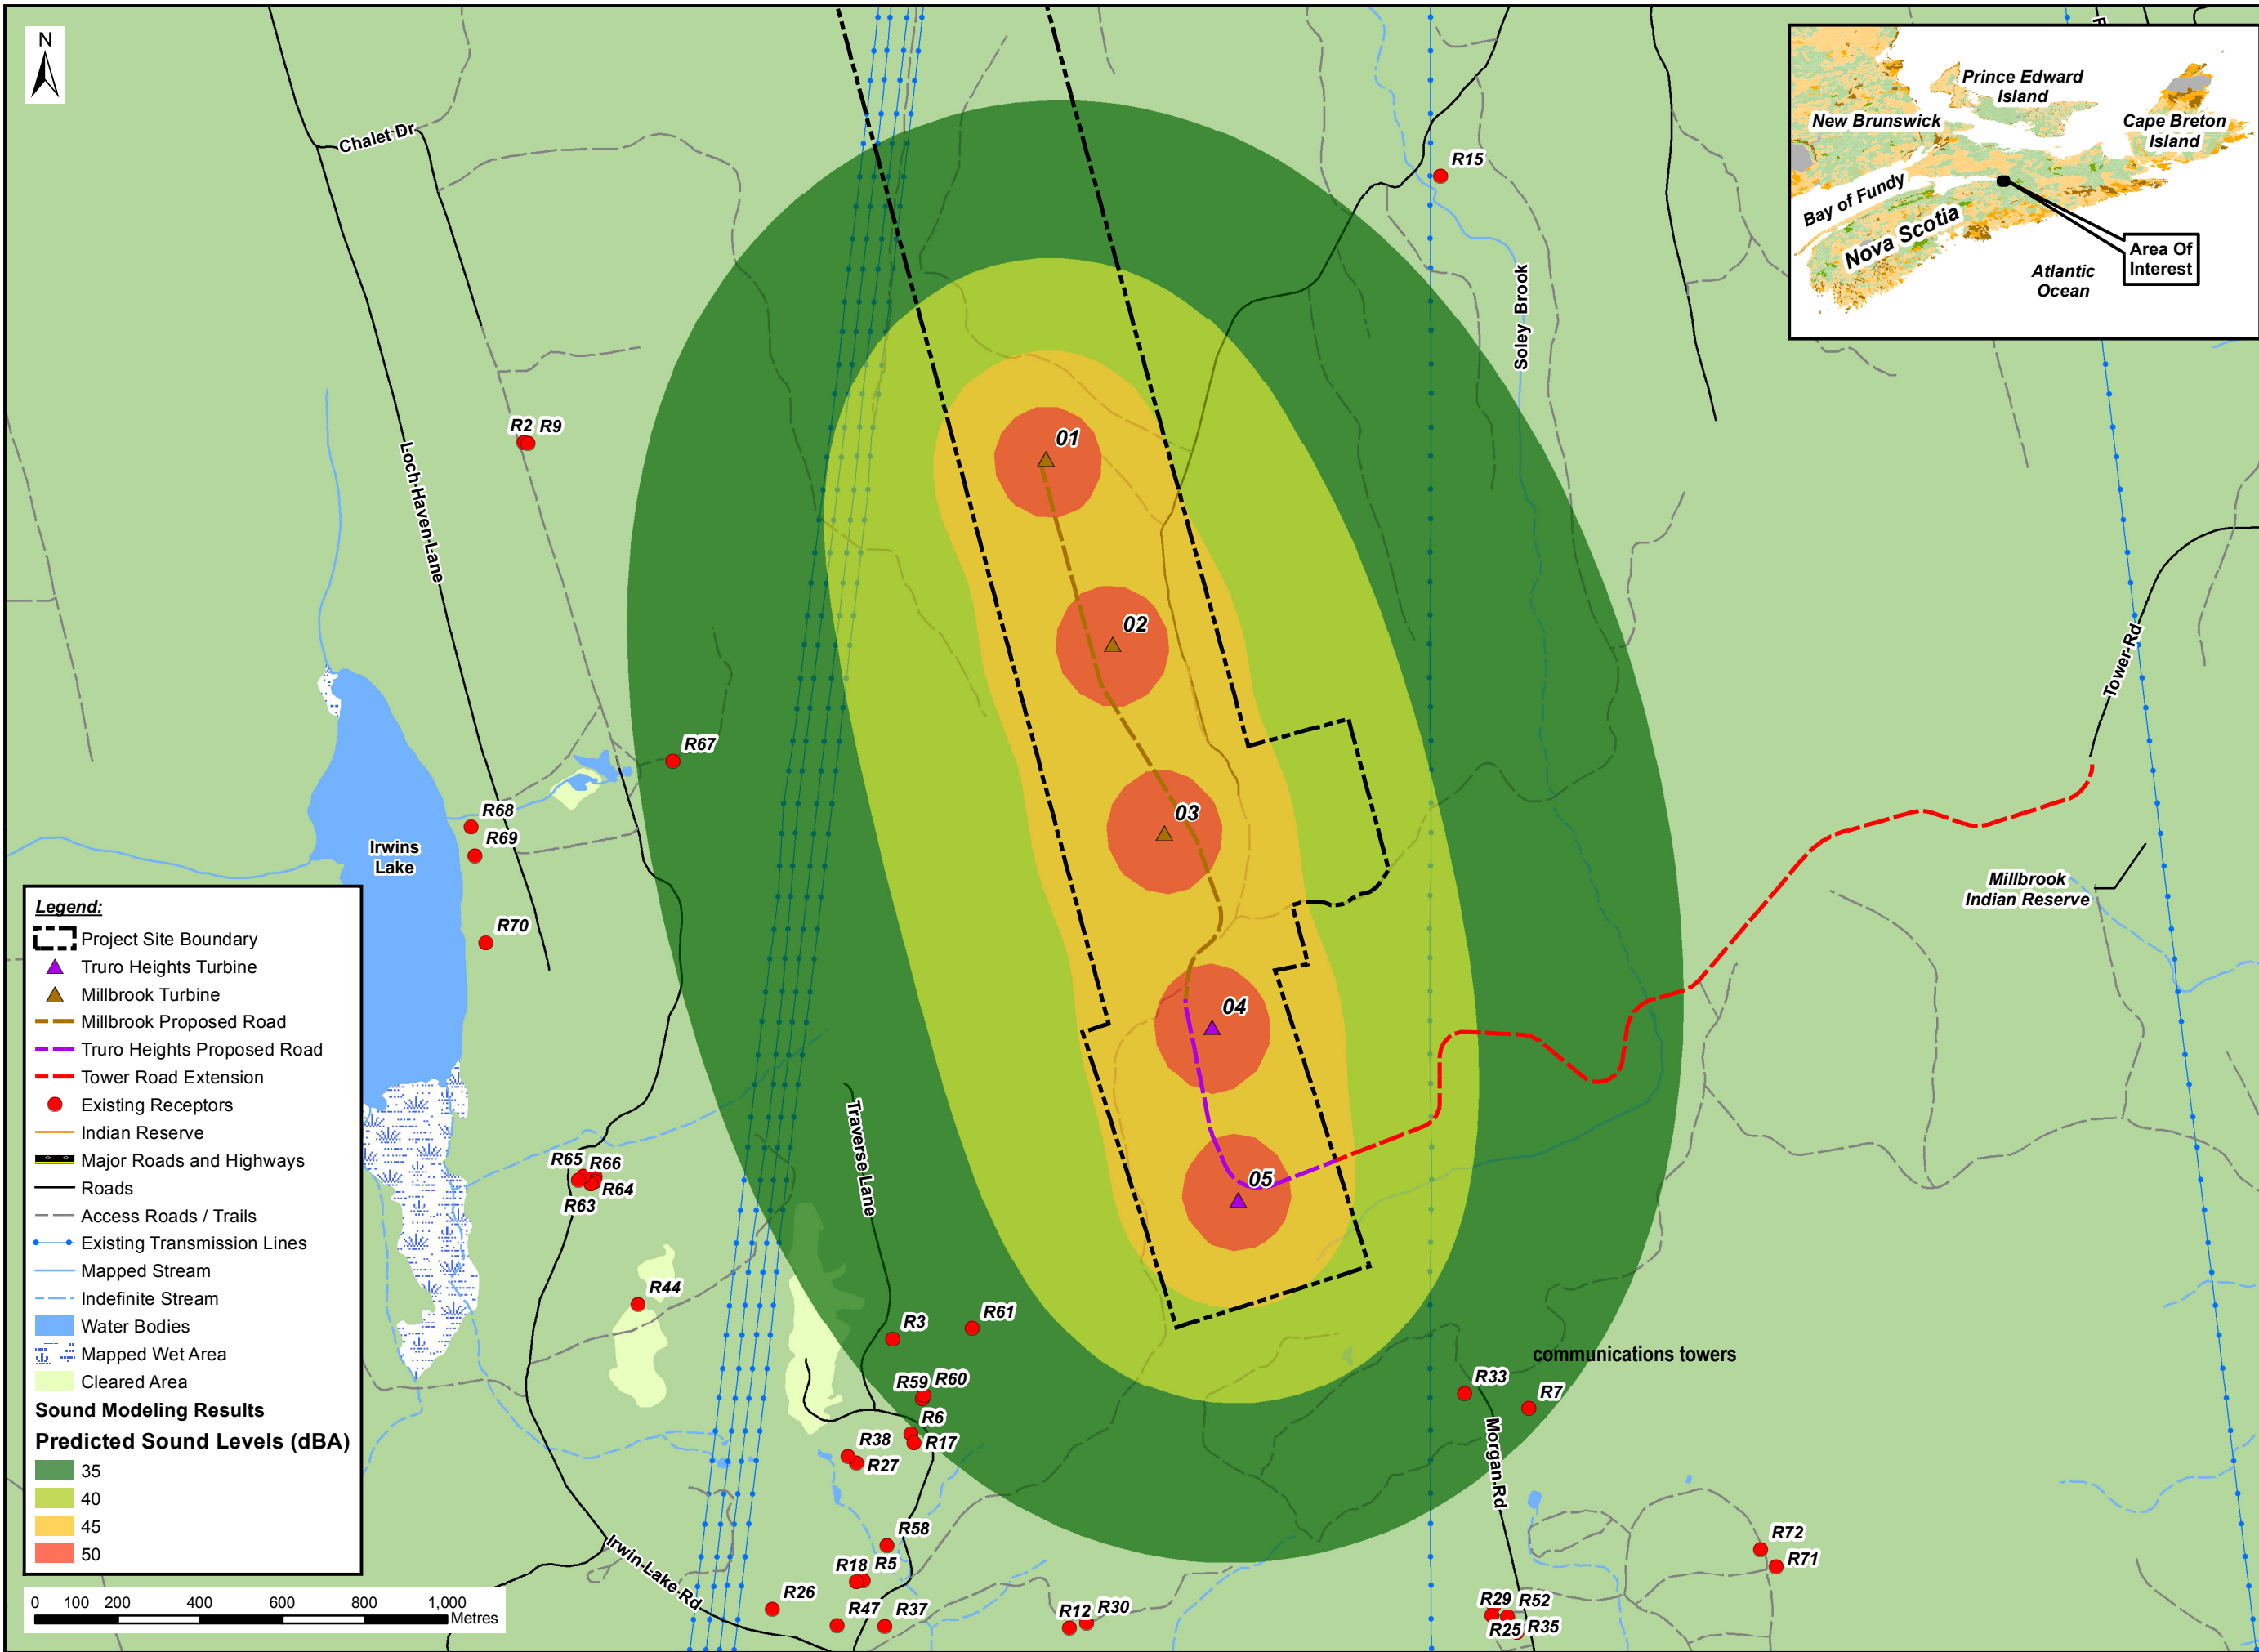 N
Chalet Dr
R15
Prince Edward
Island
New Brunswick
Cape Breton
Island
Bay of Fundy
Nova Scotia
Area Of
Interest
Atlantic
Ocean
Soley Brook
R2
R9
01
Loch Haven Lane
02
Tower Rd
R67
03
R68
R69
Irwins
Lake
Millbrook
Indian Reserve
R70
04
Traverse Lane
R65
R66
R64
R63
05
R44
R3
R61
communications towers
R33
R7
R59
R60
R6
R17
R38
R27
Morgan Rd
R58
R72
R71
R18
R5
Irwin Lake Rd
R26
R47
R37
R12
R30
R29
R52
R25
R35
Legend:
Project Site Boundary
Truro Heights Turbine
Millbrook Turbine
Millbrook Proposed Road
Truro Heights Proposed Road
Tower Road Extension
Existing Receptors
Indian Reserve
Major Roads and Highways
Roads
Access Roads / Trails
Existing Transmission Lines
Mapped Stream
Indefinite Stream
Water Bodies
Mapped Wet Area
Cleared Area
Sound Modeling Results
Predicted Sound Levels (dBA)
35
40
45
50
0 100 200 400 600 800 1,000
Metres